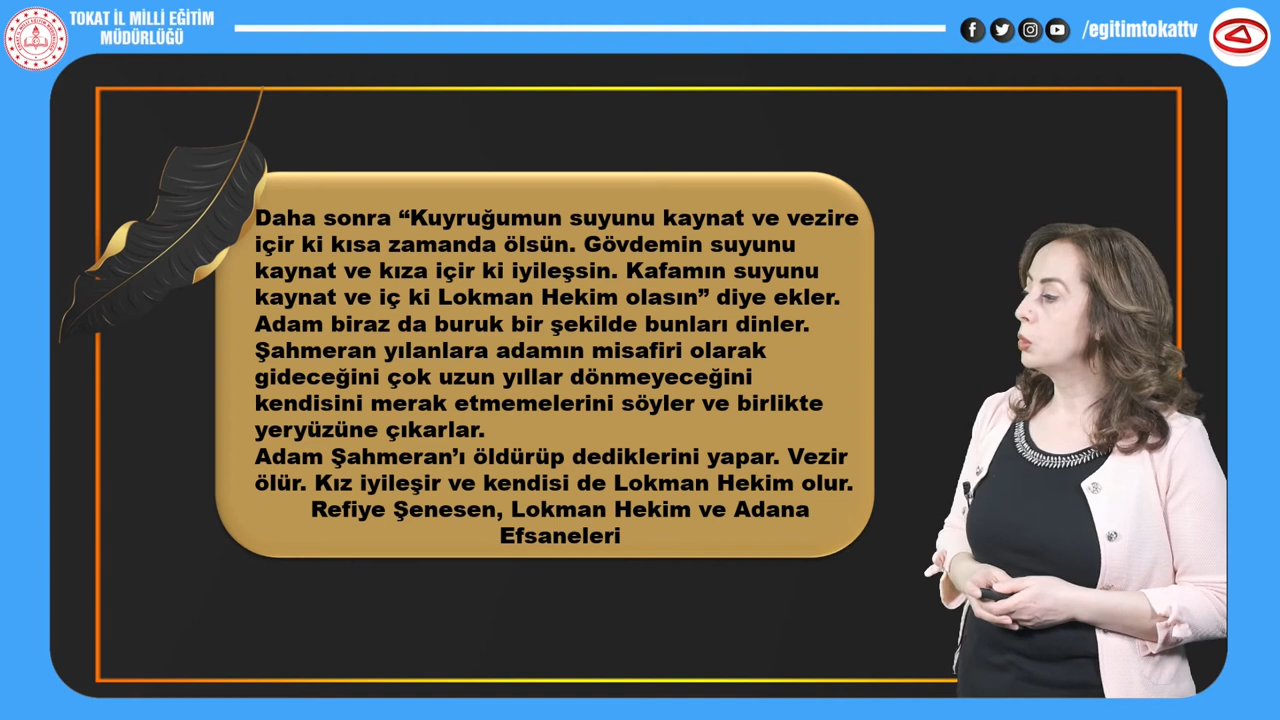 TOKAT İL MİLLİ EĞİTİM
MÜDÜRLÜĞÜ
/egitimtokattv
Daha sonra “Kuyruğumun suyunu kaynat ve vezire
içir ki kısa zamanda ölsün. Gövdemin suyunu
kaynat ve kıza içir ki iyileşsin. Kafamın suyunu
kaynat ve iç ki Lokman Hekim olasın” diye ekler.
Adam biraz da buruk bir şekilde bunları dinler.
Şahmeran yılanlara adamın misafiri olarak
gideceğini çok uzun yıllar dönmeyeceğini
kendisini merak etmemelerini söyler ve birlikte
yeryüzüne çıkarlar.
Adam Şahmeran’ı öldürüp dediklerini yapar. Vezir
ölür. Kız iyileşir ve kendisi de Lokman Hekim olur.
Refiye Şenesen, Lokman Hekim ve Adana
Efsaneleri